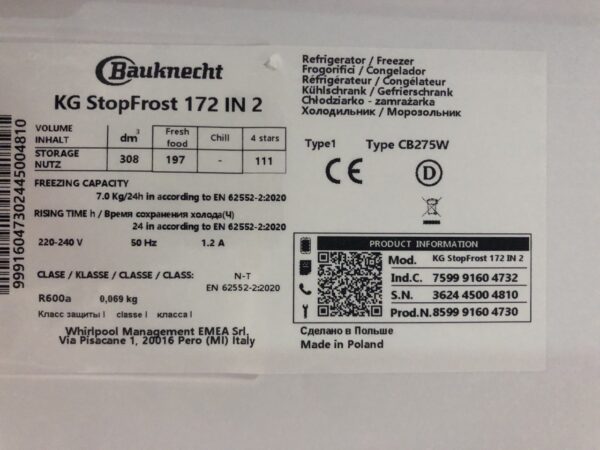 Bauknecht
KG StopFrost 172 IN 2
VOLUME
INHALT
dm³
Fresh food
Chill
4 stars
STORAGE
NUTZ
308
197
-
111
FREEZING CAPACITY
7.0 Kg/24h in according to EN 62552-2:2020
RISING TIME h / Время сохранения холода(Ч)
24 in according to EN 62552-2:2020
220-240 V 50 Hz 1.2 A
CLASE / KLASSE / CLASSE / CLASS: N-T
EN 62552-2:2020
R600a 0,069 kg
Класс защиты I classe I класса I
Whirlpool Management EMEA Srl,
Via Pisacane 1, 20016 Pero (MI) Italy
999160473024450048​10
Refrigerator / Freezer
Frogorifici / Congelador
Réfrigérateur / Congélateur
Kühlschrank / Gefrierschrank
Chłodziarko - zamrażarka
Холодильник / Морозольник
Type1 Type CB275W
CE
D
PRODUCT INFORMATION
Mod. KG StopFrost 172 IN 2
Ind.C. 7599 9160 4732
S.N. 3624 4500 4810
Prod.N. 8599 9160 4730
Сделано в Польше
Made in Poland